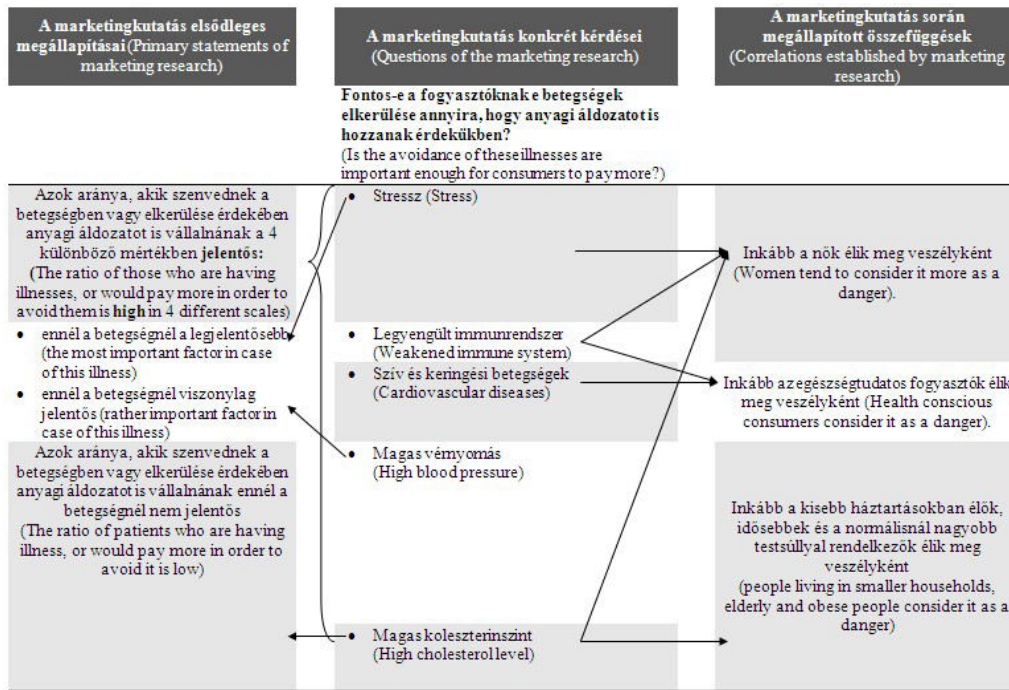 A marketingkutatás elsődleges
megállapításai (Primary statements of
marketing research)
A marketingkutatás konkrét kérdései
(Questions of the marketing research)
A marketingkutatás során
megállapított összefüggések
(Correlations established by marketing
research)
Fontos-e a fogyasztóknak e betegségek
elkerülése annyira, hogy anyagi áldozatot is
hozzanak érdekükben?
(Is the avoidance of these illnesses are
important enough for consumers to pay more?)
Azok aránya, akik szenvednek a
betegségben vagy elkerülése érdekében
anyagi áldozatot is vállalnának a 4
különböző mértékben jelentős:
(The ratio of those who are having
illnesses, or would pay more in order to
avoid them is high in 4 different scales)
• ennél a betegségnél a legjelentősebb
(the most important factor in case
of this illness)
• ennél a betegségnél viszonylag
jelentős (rather important factor in
case of this illness)
Azok aránya, akik szenvednek a
betegségben vagy elkerülése érdekében
anyagi áldozatot is vállalnának ennél a
betegségnél nem jelentős
(The ratio of patients who are having
illness, or would pay more in order to
avoid it is low)
• Stressz (Stress)
• Legyengült immunrendszer
(Weakened immune system)
• Szív és keringési betegségek
(Cardiovascular diseases)
• Magas vérnyomás
(High blood pressure)
• Magas koleszterinszint
(High cholesterol level)
Inkább a nők élik meg veszélyként
(Women tend to consider it more as a
danger).
Inkább az egészségtudatos fogyasztók élik
meg veszélyként (Health conscious
consumers consider it as a danger).
Inkább a kisebb háztartásokban élők,
idősebbek és a normálisnál nagyobb
testsúllyal rendelkezők élik meg
veszélyként
(people living in smaller households,
elderly and obese people consider it as a
danger)